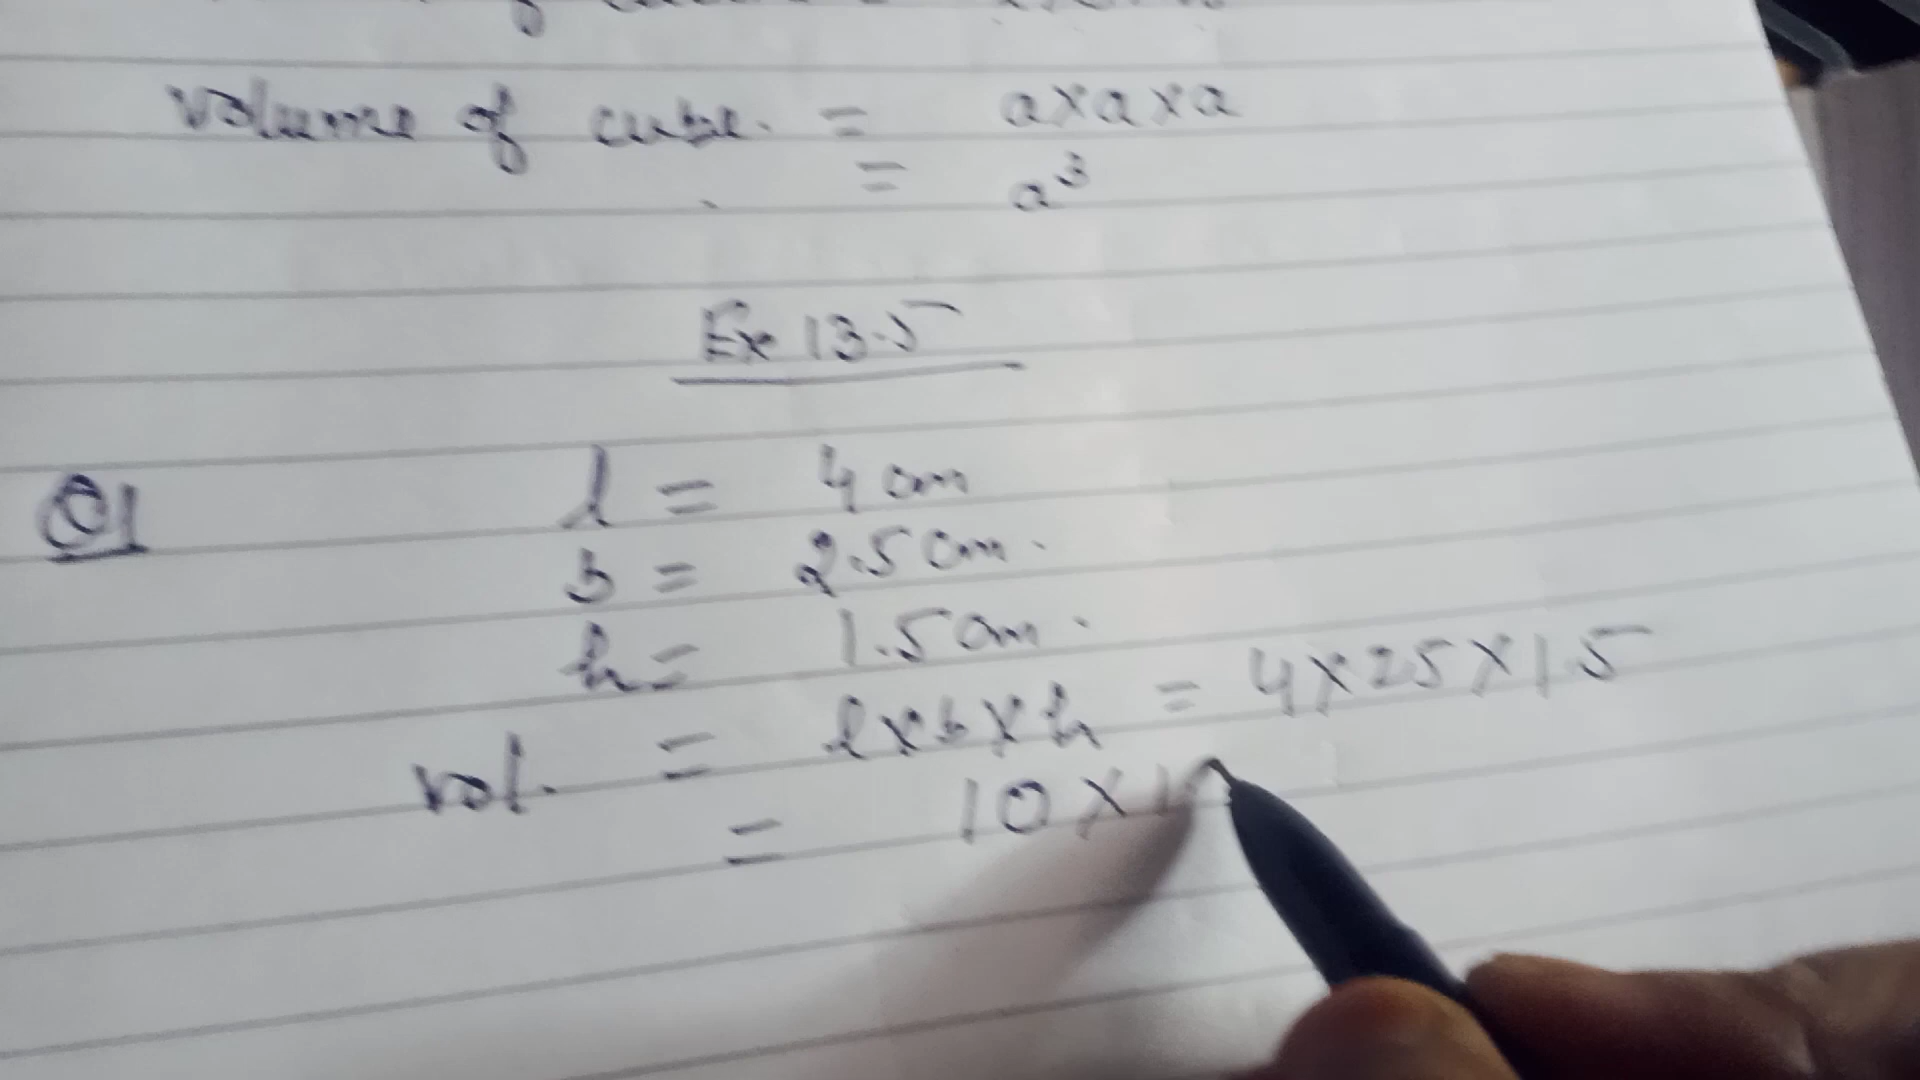 volume of cube. = a×a×a
= a³
Ex 13.5
Q1 l = 4 cm
b = 2.5 cm.
h = 1.5 cm.
vol. = l×b×h = 4×25×1.5
= 10×1